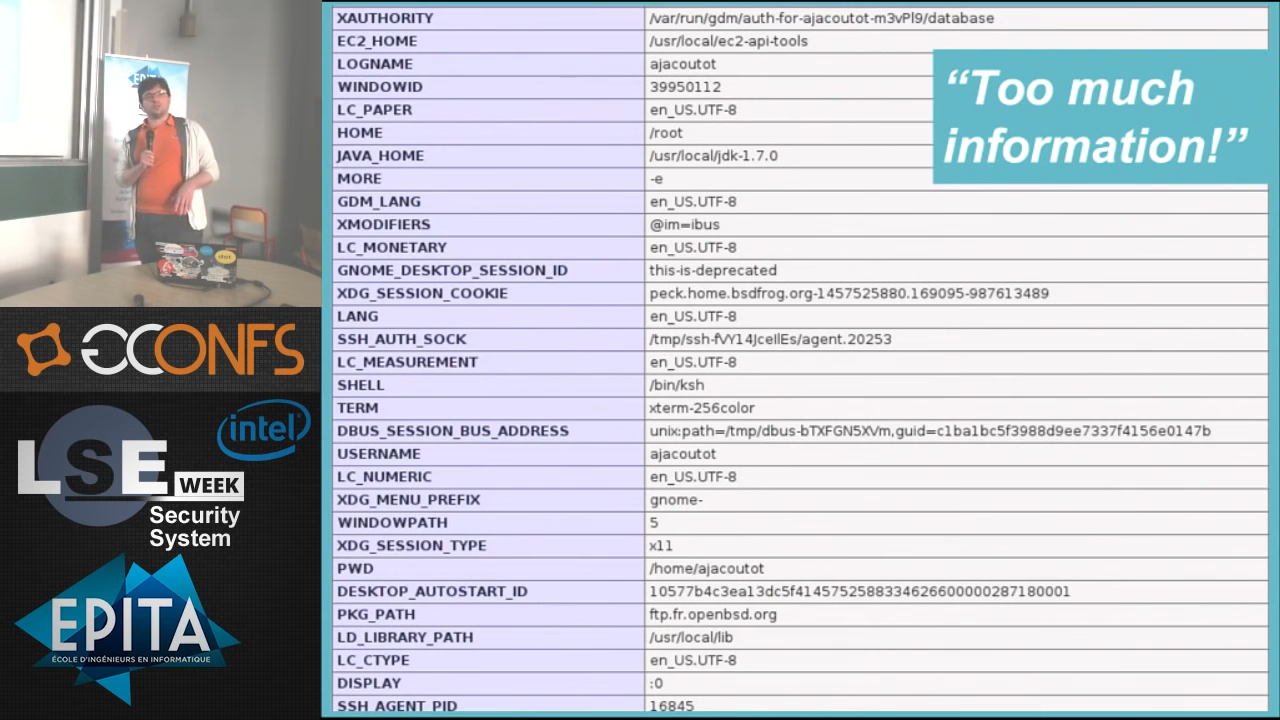 EPITA
GCONFS
intel
LSE
WEEK
Security
System
EPITA
ÉCOLE D'INGÉNIEURS EN INFORMATIQUE
XAUTHORITY /var/run/gdm/auth-for-ajacoutot-m3vPl9/database
EC2_HOME /usr/local/ec2-api-tools
LOGNAME ajacoutot
WINDOWID 39950112
LC_PAPER en_US.UTF-8
HOME /root
JAVA_HOME /usr/local/jdk-1.7.0
MORE -e
GDM_LANG en_US.UTF-8
XMODIFIERS @im=ibus
LC_MONETARY en_US.UTF-8
GNOME_DESKTOP_SESSION_ID this-is-deprecated
XDG_SESSION_COOKIE peck.home.bsdfrog.org-1457525880.169095-987613489
LANG en_US.UTF-8
SSH_AUTH_SOCK /tmp/ssh-fVY14JcellEs/agent.20253
LC_MEASUREMENT en_US.UTF-8
SHELL /bin/ksh
TERM xterm-256color
DBUS_SESSION_BUS_ADDRESS unix:path=/tmp/dbus-bTXFGN5XVm,guid=c1ba1bc5f3988d9ee7337f4156e0147b
USERNAME ajacoutot
LC_NUMERIC en_US.UTF-8
XDG_MENU_PREFIX gnome-
WINDOWPATH 5
XDG_SESSION_TYPE x11
PWD /home/ajacoutot
DESKTOP_AUTOSTART_ID 10577b4c3ea13dc5f4145752588334626600000287180001
PKG_PATH ftp.fr.openbsd.org
LD_LIBRARY_PATH /usr/local/lib
LC_CTYPE en_US.UTF-8
DISPLAY :0
SSH_AGENT_PID 16845
“Too much
information!”